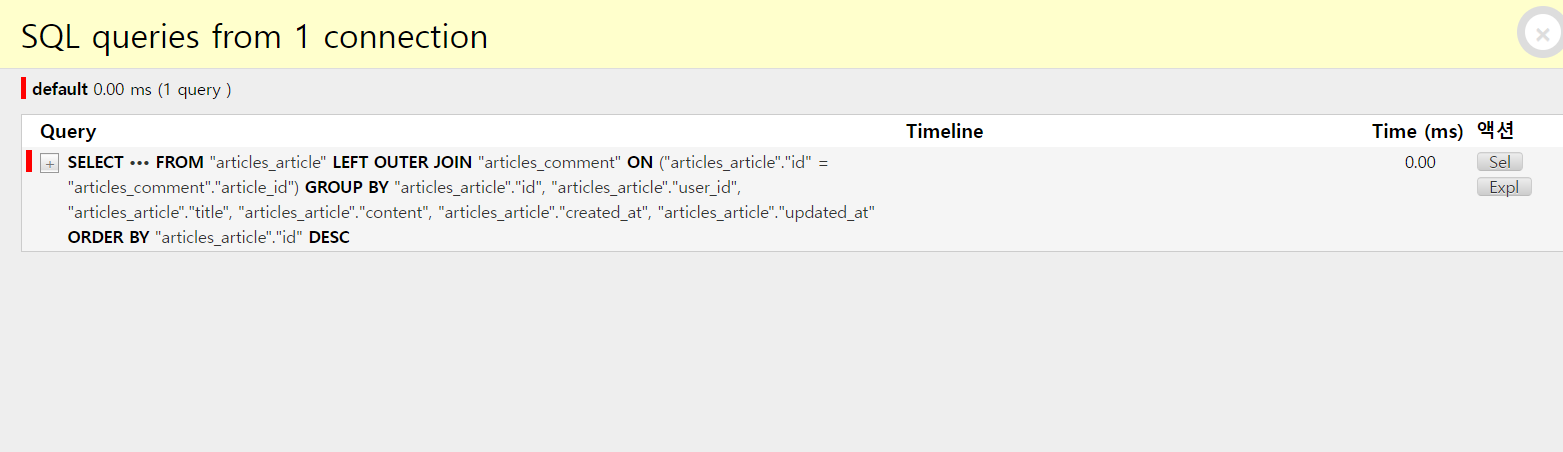 SQL queries from 1 connection
default 0.00 ms (1 query )
Query Timeline Time (ms) 액션
+ SELECT ••• FROM "articles_article" LEFT OUTER JOIN "articles_comment" ON ("articles_article"."id" = 0.00 Sel
"articles_comment"."article_id") GROUP BY "articles_article"."id", "articles_article"."user_id", Expl
"articles_article"."title", "articles_article"."content", "articles_article"."created_at", "articles_article"."updated_at"
ORDER BY "articles_article"."id" DESC